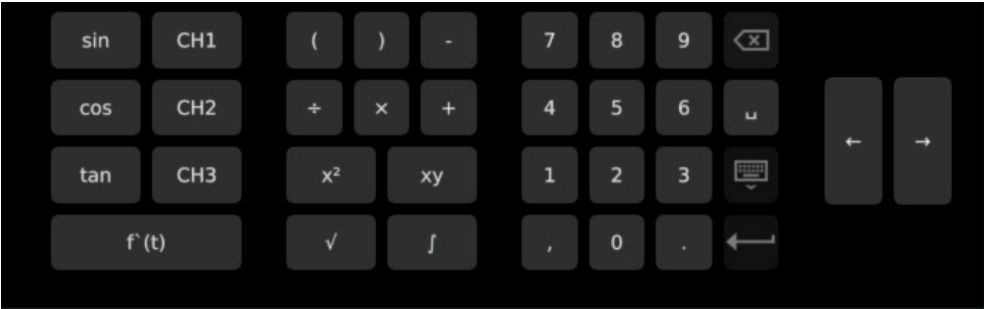 sin CH1 ( ) - 7 8 9
cos CH2 ÷ × + 4 5 6 ␣
← →
tan CH3 x² xy 1 2 3
f`(t) √ ∫ , 0 .